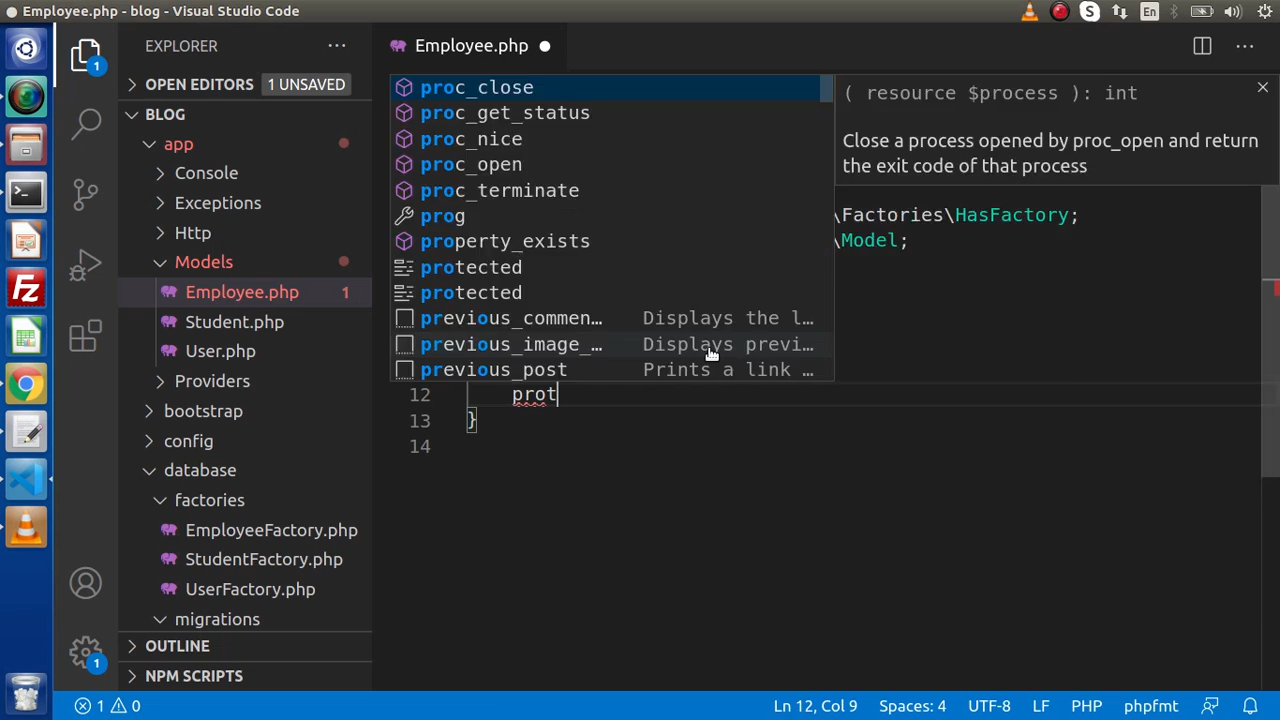 Employee.php - blog - Visual Studio Code
S
En
EXPLORER
1
OPEN EDITORS
1 UNSAVED
BLOG
app
Console
Exceptions
Http
Models
Employee.php
1
Student.php
User.php
Providers
bootstrap
config
database
factories
EmployeeFactory.php
StudentFactory.php
UserFactory.php
migrations
OUTLINE
NPM SCRIPTS
1
Employee.php
proc_close
proc_get_status
proc_nice
proc_open
proc_terminate
prog
property_exists
protected
protected
previous_commen… Displays the l…
previous_image_… Displays previ…
previous_post Prints a link …
( resource $process ): int
Close a process opened by proc_open and return
the exit code of that process
\Factories\HasFactory;
\Model;
12 prot
13 }
14
1 0
Ln 12, Col 9 Spaces: 4 UTF-8 LF PHP phpfmt